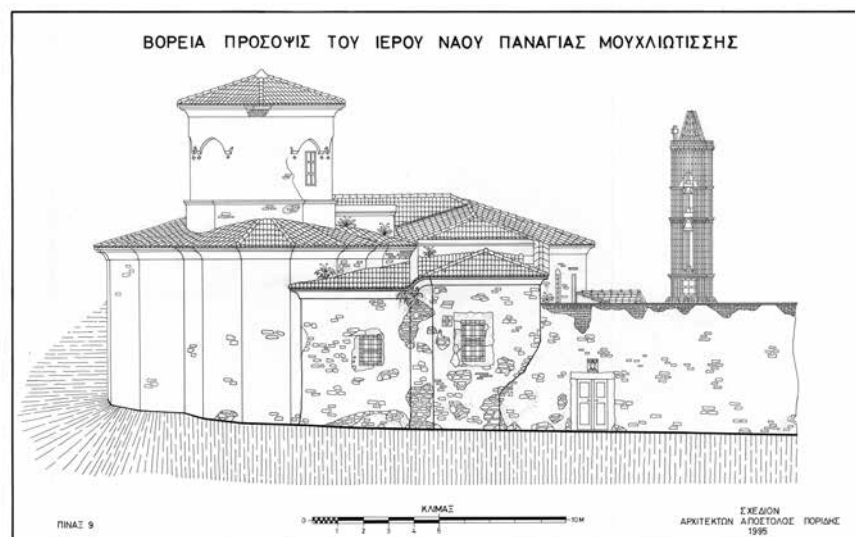 ΒΟΡΕΙΑ ΠΡΟΣΟΨΙΣ ΤΟΥ ΙΕΡΟΥ ΝΑΟΥ ΠΑΝΑΓΙΑΣ ΜΟΥΧΛΙΩΤΙΣΣΗΣ
ΠΙΝΑΞ 9
ΚΛΙΜΑΞ
0 1 2 3 4 5 10 Μ
ΣΧΕΔΙΟΝ
ΑΡΧΙΤΕΚΤΩΝ ΑΠΟΣΤΟΛΟΣ ΠΟΡΙΔΗΣ
1995